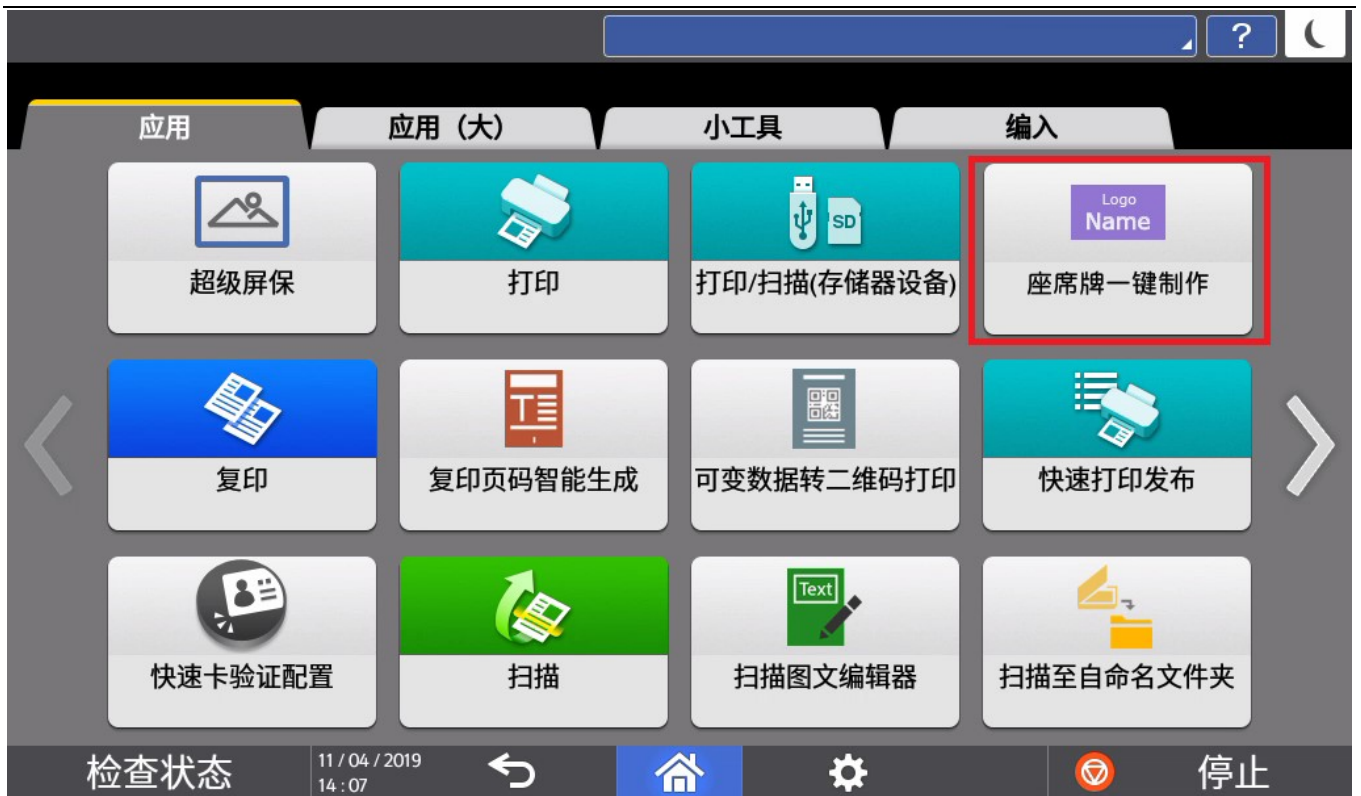 ?
应用
应用（大）
小工具
编入
超级屏保
打印
SD
打印/扫描(存储器设备)
Logo
Name
座席牌一键制作
复印
T
复印页码智能生成
可变数据转二维码打印
快速打印发布
快速卡验证配置
扫描
Text
扫描图文编辑器
扫描至自命名文件夹
检查状态
11 / 04 / 2019
14 : 07
停止